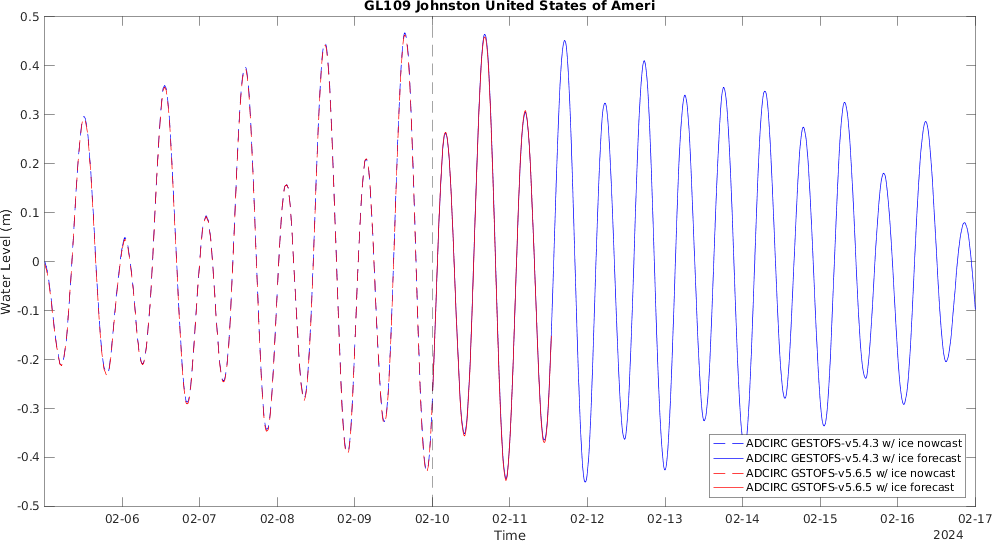 GL109 Johnston United States of Ameri
0.5
0.4
0.3
0.2
0.1
0
-0.1
-0.2
-0.3
-0.4
-0.5
Water Level (m)
02-06 02-07 02-08 02-09 02-10 02-11 02-12 02-13 02-14 02-15 02-16 02-17
Time
2024
ADCIRC GESTOFS-v5.4.3 w/ ice nowcast
ADCIRC GESTOFS-v5.4.3 w/ ice forecast
ADCIRC GSTOFS-v5.6.5 w/ ice nowcast
ADCIRC GSTOFS-v5.6.5 w/ ice forecast